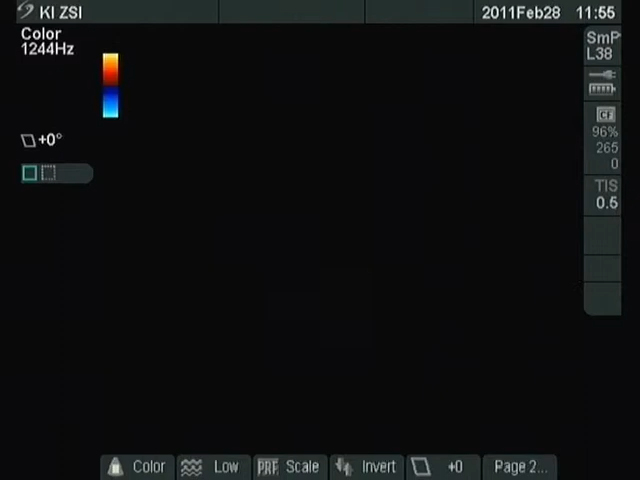 KI ZSI
2011Feb28 11:55
Color
1244Hz
+0°
SmP
L38
CF
96%
265
0
TIS
0.5
Color
Low
PRF Scale
Invert
+0
Page 2...